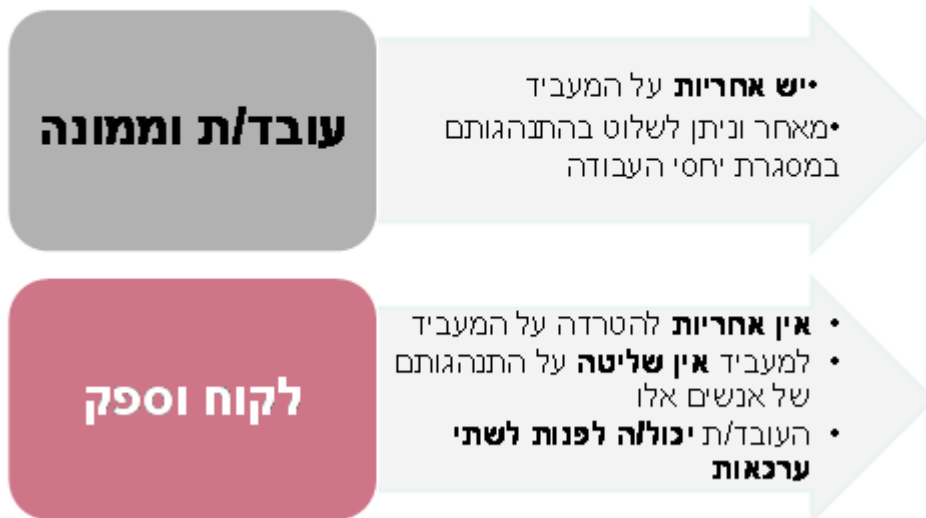 עובד/ת וממונה
•יש אחריות על המעביד
•מאחר וניתן לשלוט בהתנהגותם
במסגרת יחסי העבודה
לקוח וספק
• אין אחריות להטרדה על המעביד
• למעביד אין שליטה על התנהגותם
של אנשים אלו
• העובד/ת יכול/ה לפנות לשתי
ערכאות